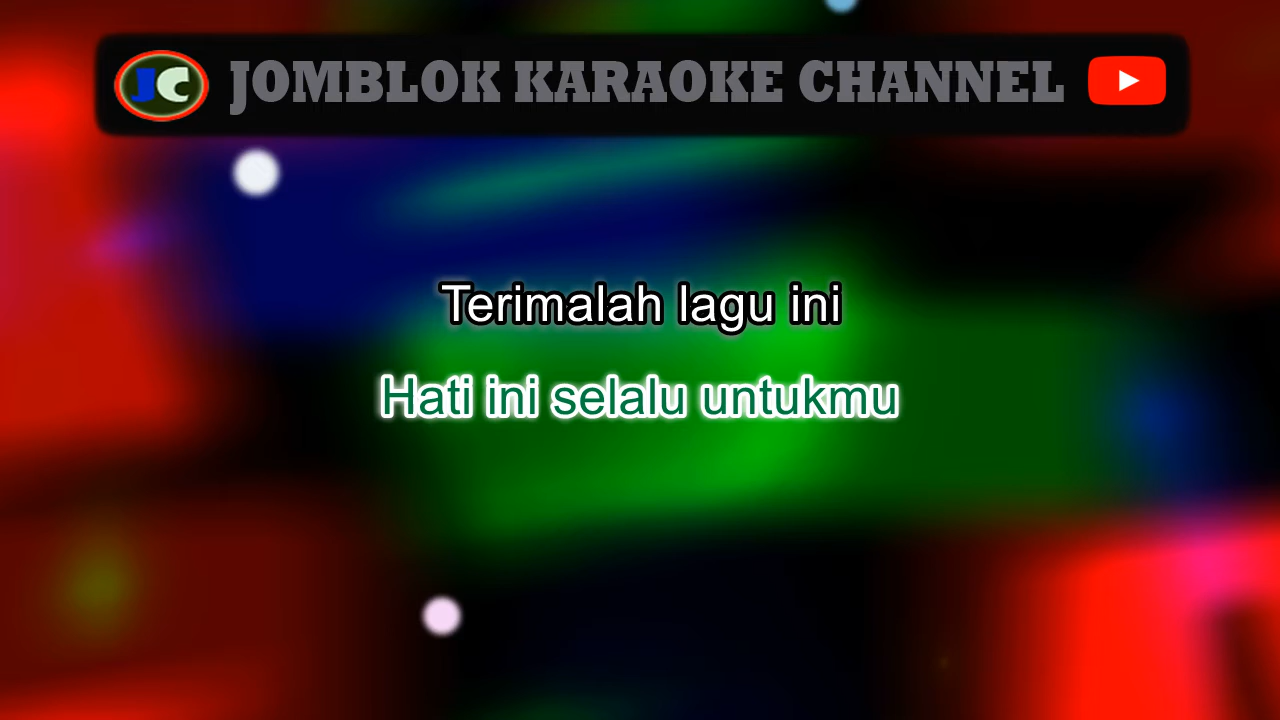 JC JOMBLOK KARAOKE CHANNEL
Terimalah lagu ini
Hati ini selalu untukmu